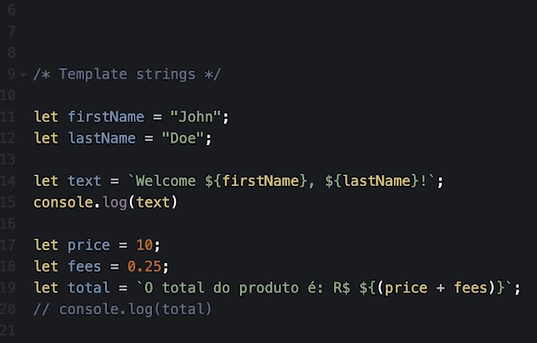 6
7
8
9 /* Template strings */
10
11 let firstName = "John";
12 let lastName = "Doe";
13
14 let text = `Welcome ${firstName}, ${lastName}!`;
15 console.log(text)
16
17 let price = 10;
18 let fees = 0.25;
19 let total = `O total do produto é: R$ ${(price + fees)}`;
20 // console.log(total)
21